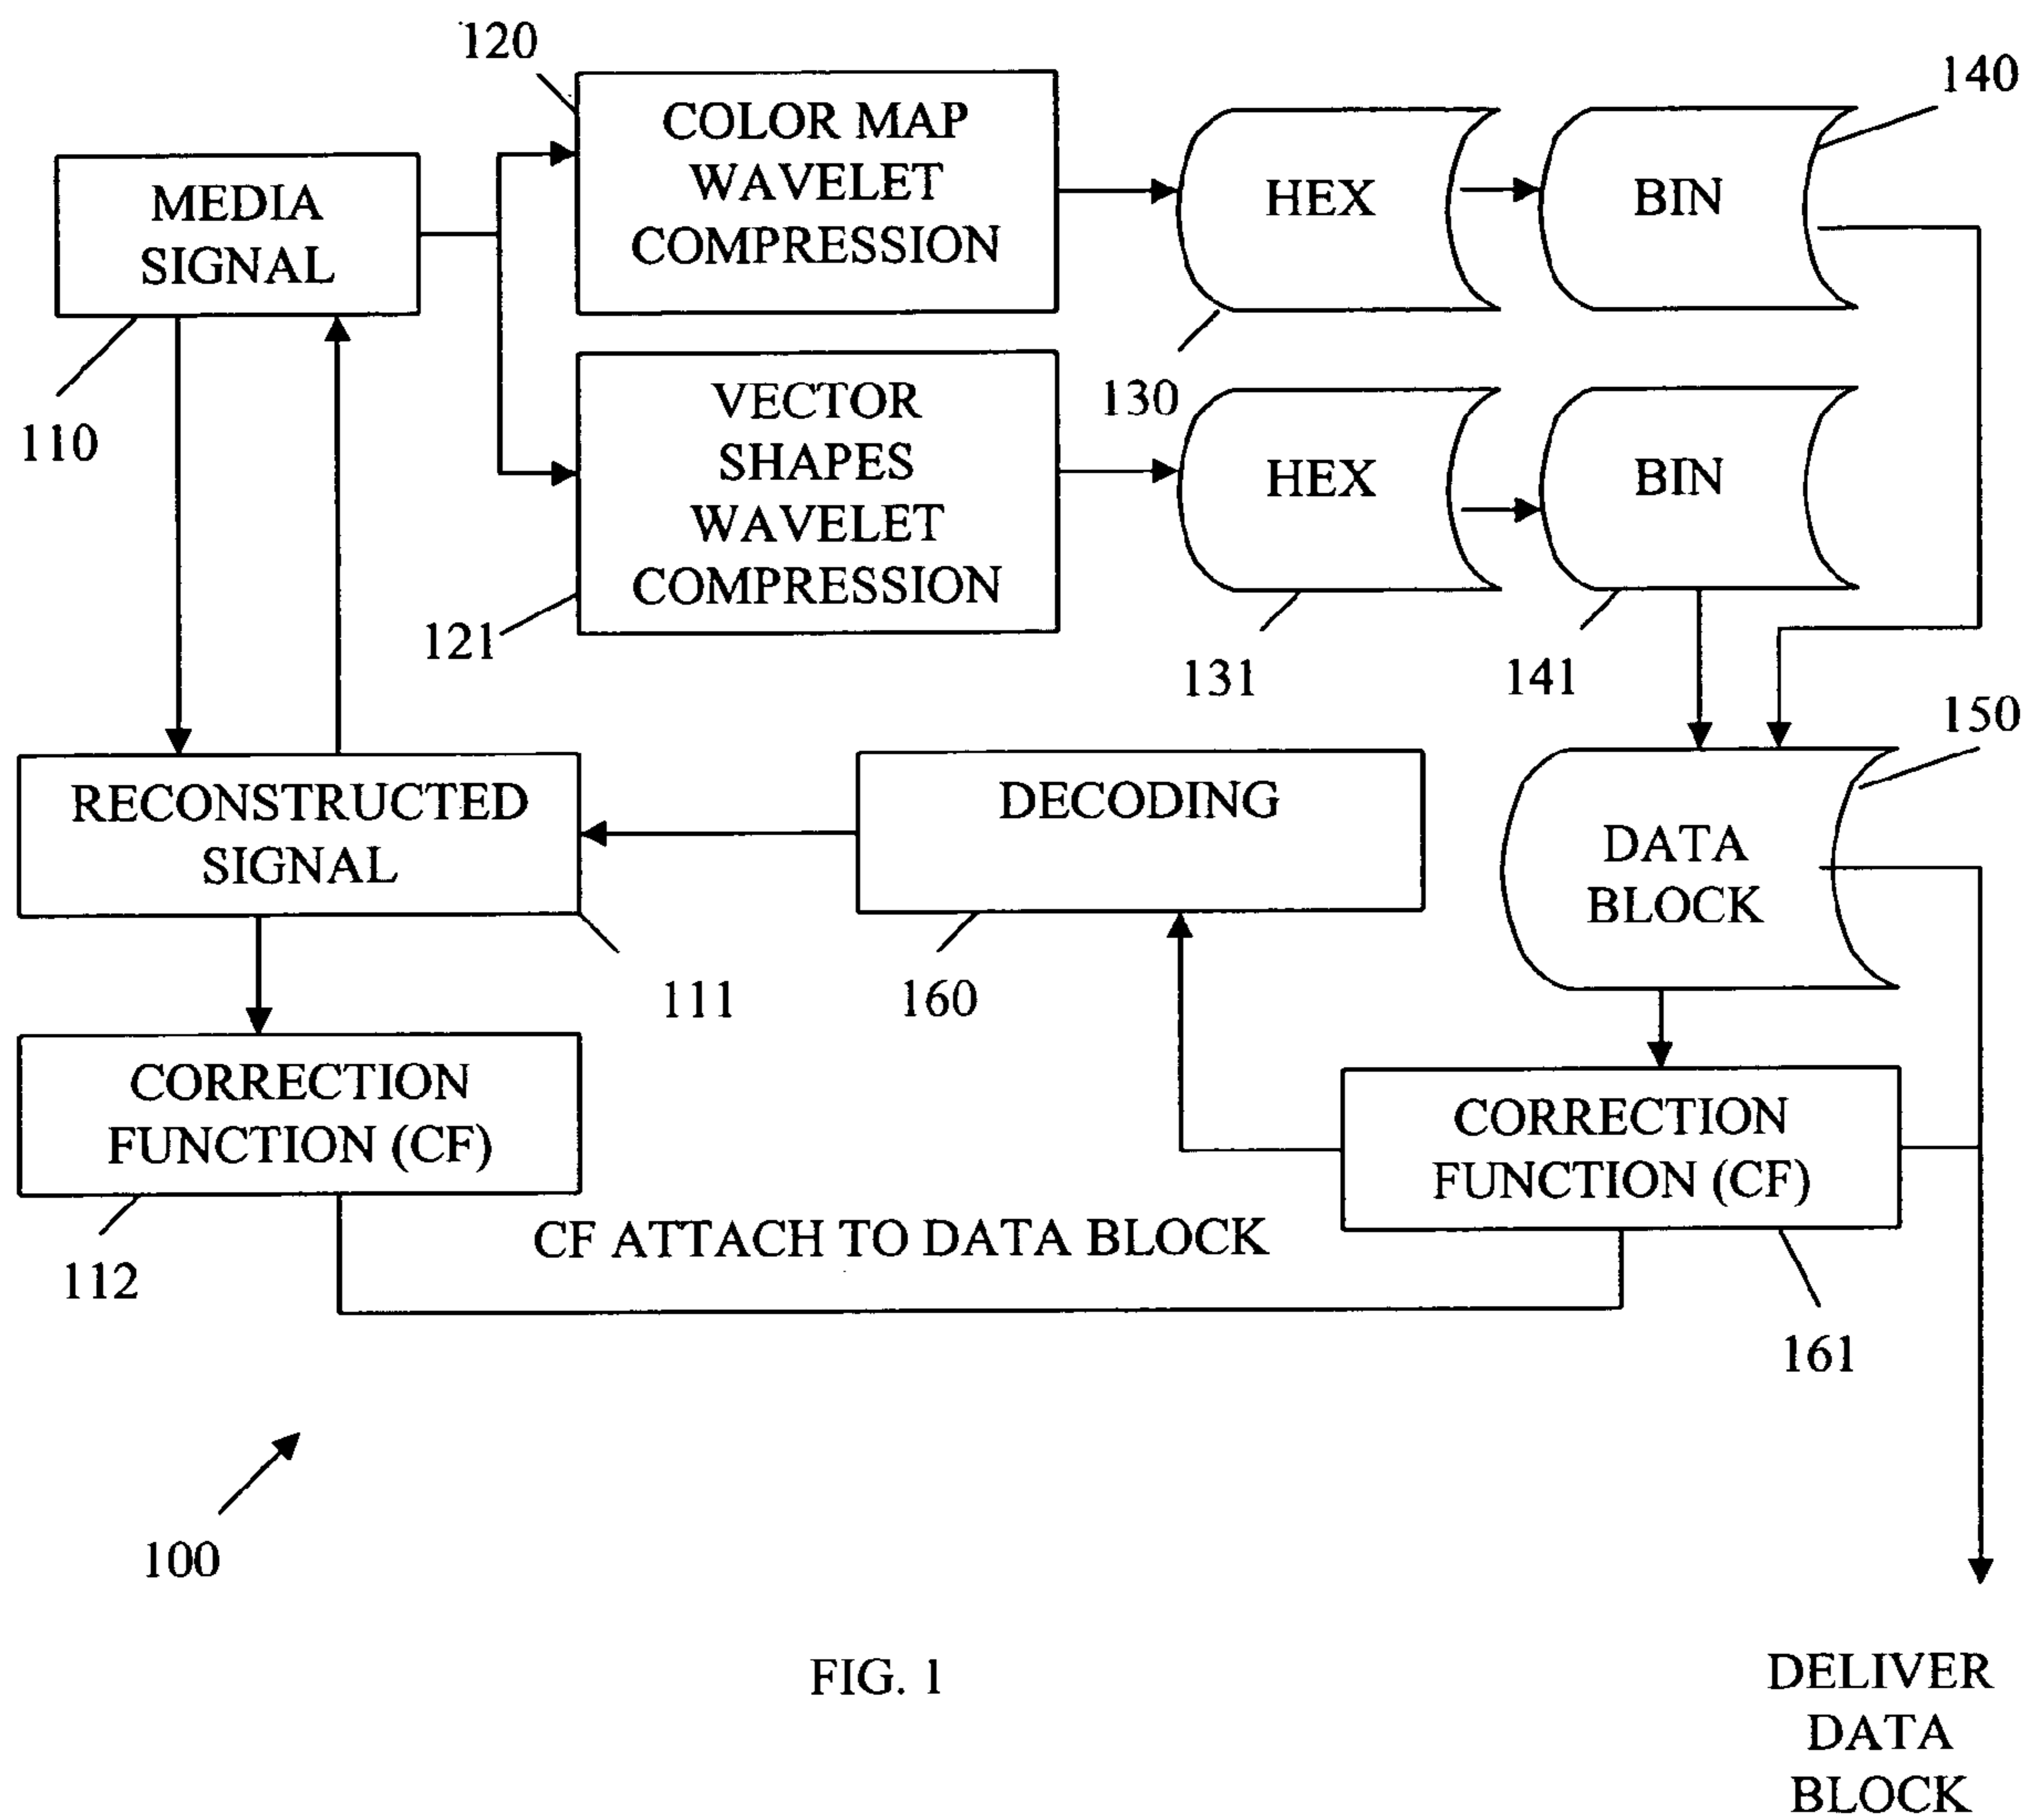 120
140
COLOR MAP
WAVELET
COMPRESSION
MEDIA
SIGNAL
HEX
BIN
110
130
VECTOR
SHAPES
WAVELET
COMPRESSION
HEX
BIN
121
131
141
150
RECONSTRUCTED
SIGNAL
DECODING
DATA
BLOCK
111
160
CORRECTION
FUNCTION (CF)
CORRECTION
FUNCTION (CF)
112
CF ATTACH TO DATA BLOCK
161
100
FIG. 1
DELIVER
DATA
BLOCK